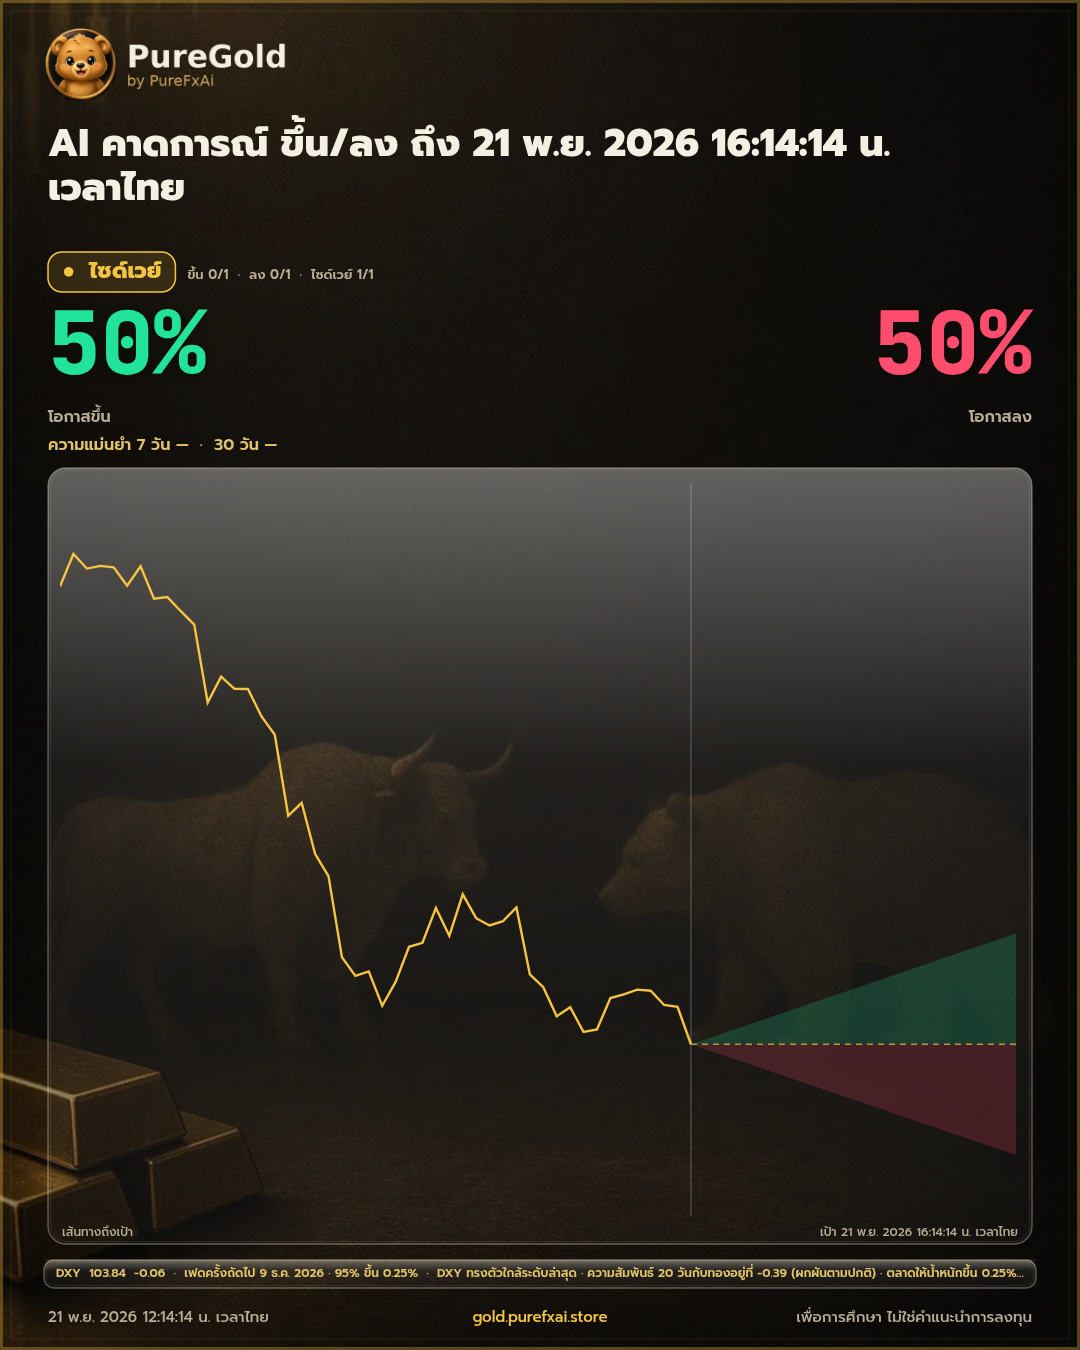 PureGold
by PureFxAi
AI คาดการณ์ ขึ้น/ลง ถึง 21 พ.ย. 2026 16:14:14 น.
เวลาไทย
ไซด์เวย์
ขึ้น 0/1 · ลง 0/1 · ไซด์เวย์ 1/1
50%
50%
โอกาสขึ้น
โอกาสลง
ความแม่นยำ 7 วัน — · 30 วัน —
เส้นทางถึงเป้า
เป้า 21 พ.ย. 2026 16:14:14 น. เวลาไทย
DXY 103.84 -0.06 · เฟดครั้งถัดไป 9 ธ.ค. 2026 · 95% ขึ้น 0.25% · DXY ทรงตัวใกล้ระดับล่าสุด · ความสัมพันธ์ 20 วันกับทองอยู่ที่ -0.39 (ผกผันตามปกติ) · ตลาดให้น้ำหนักขึ้น 0.25%...
21 พ.ย. 2026 12:14:14 น. เวลาไทย
gold.purefxai.store
เพื่อการศึกษา ไม่ใช่คำแนะนำการลงทุน